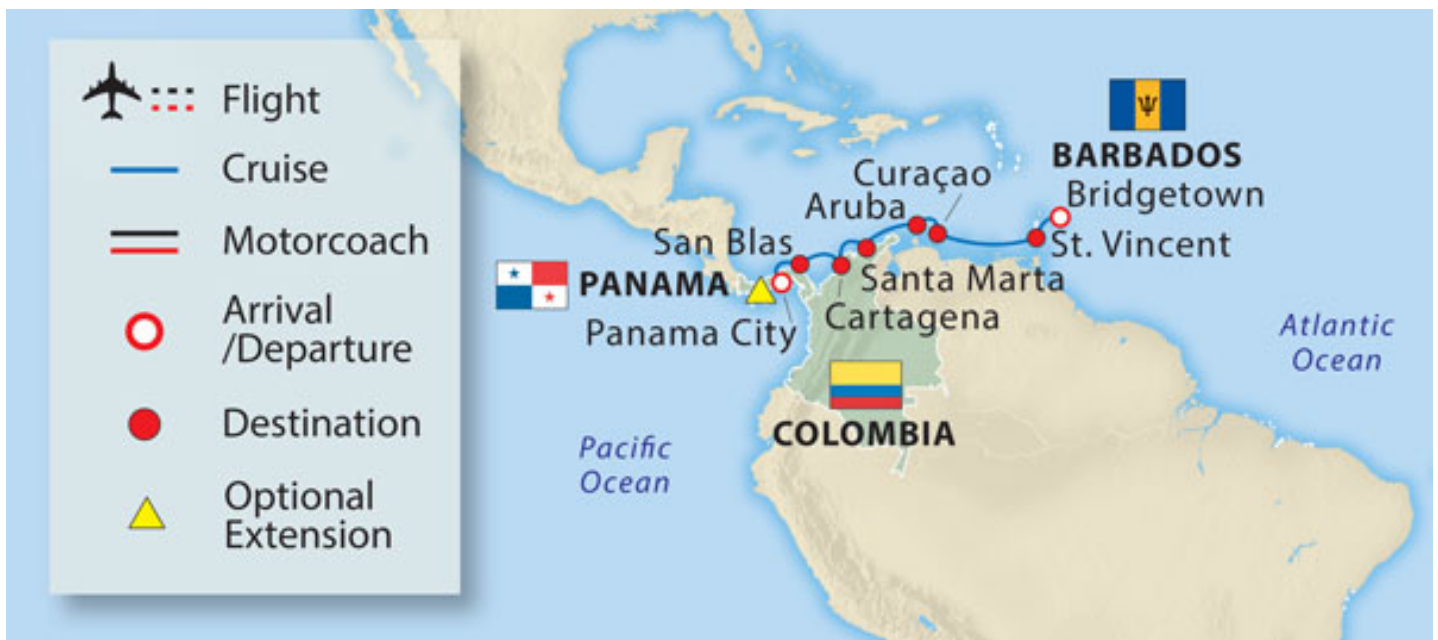 Flight
Cruise
Motorcoach
Arrival
/Departure
Destination
Optional
Extension
BARBADOS
Bridgetown
Curaçao
Aruba
St. Vincent
San Blas
Santa Marta
PANAMA
Cartagena
Panama City
COLOMBIA
Atlantic
Ocean
Pacific
Ocean